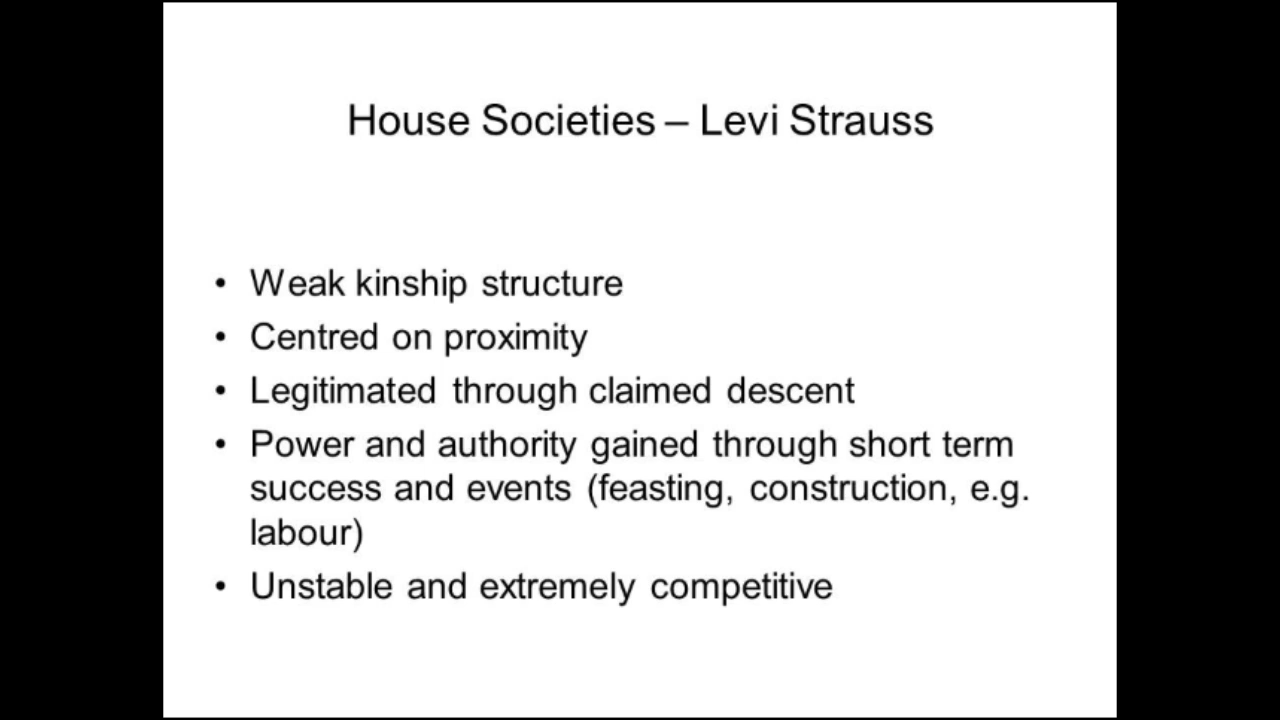 House Societies – Levi Strauss
• Weak kinship structure
• Centred on proximity
• Legitimated through claimed descent
• Power and authority gained through short term
success and events (feasting, construction, e.g.
labour)
• Unstable and extremely competitive